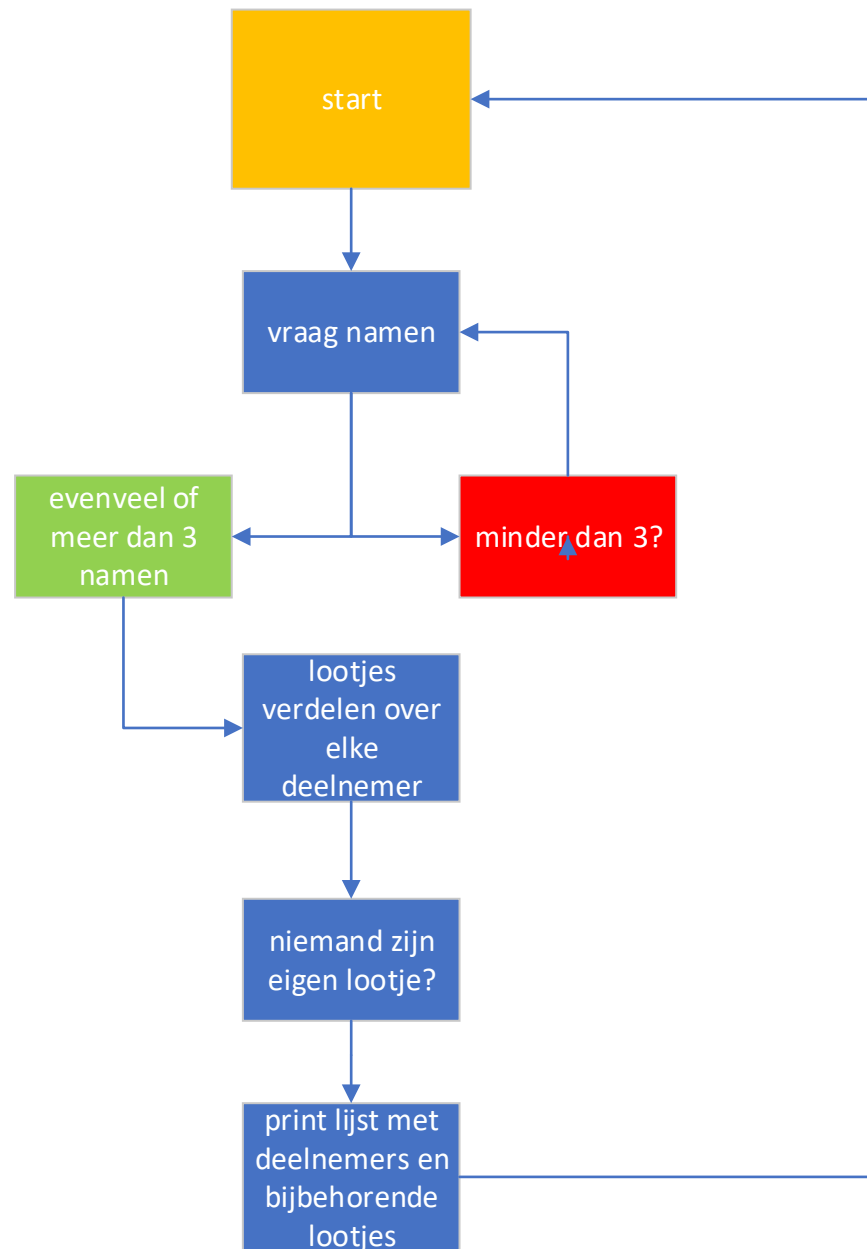 start
vraag namen
evenveel of
meer dan 3
namen
minder dan 3?
lootjes
verdelen over
elke
deelnemer
niemand zijn
eigen lootje?
print lijst met
deelnemers en
bijbehorende
lootjes